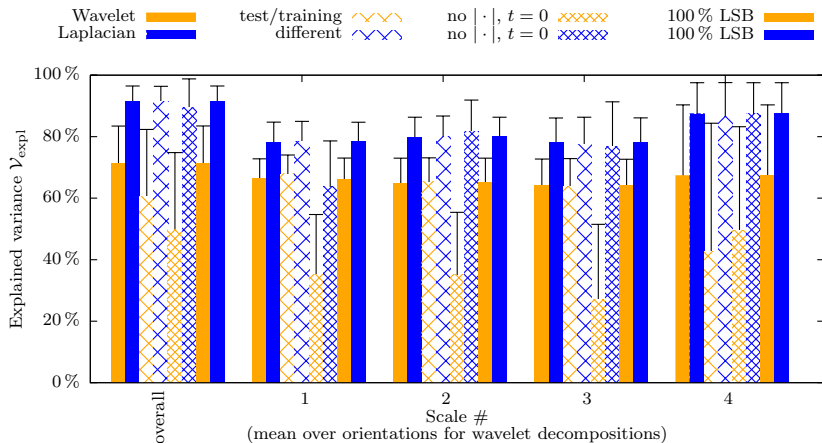 Wavelet test/training no | · |, t = 0 100 % LSB
Laplacian different no | · |, t = 0 100 % LSB
100 %
80 %
60 %
40 %
20 %
0 %
Explained variance 𝒱expl
overall 1 2 3 4
Scale #
(mean over orientations for wavelet decompositions)